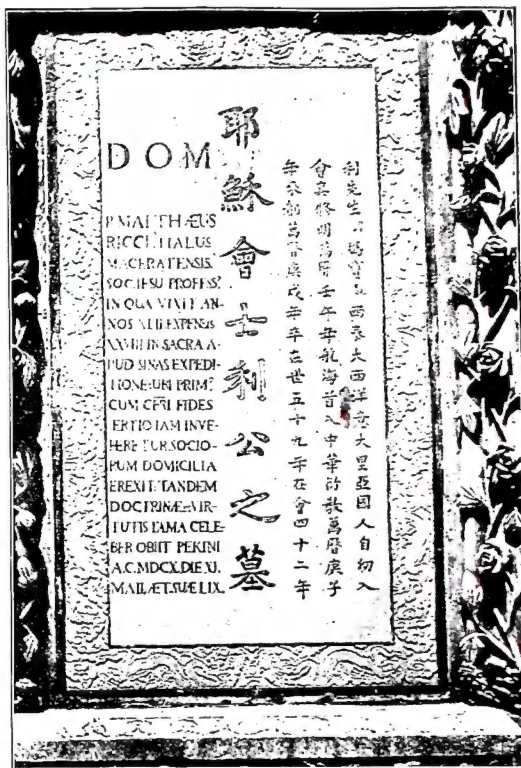 D O M
P. MATTHÆUS
RICCI ITALUS
MACERATENSIS.
SOC. IESU PROFESS9
IN QUA VIXIT AN-
NOS XLII EXPENSIS
XXVIII IN SACRA A-
PUD SINAS EXPEDI-
TIONE: UBI PRIM9
CUM CHRI FIDES
TERTIO IAM INVE-
HERETUR SOCIO-
RUM DOMICILIA
EREXIT. TANDEM
DOCTRINÆ & VIR-
TUTIS FAMA CELE-
BER OBIIT PEKINI
A.C. MDCX. DIE XI.
MAII. ÆT. SUÆ LIX.
耶穌會士利公之墓
利先生諱瑪竇號西泰大西洋意大里亞國人自幼入
會真修明萬曆壬午年航海首入中華衍教萬曆庚子
年來都萬曆庚戌年卒在世五十九年在會四十二年